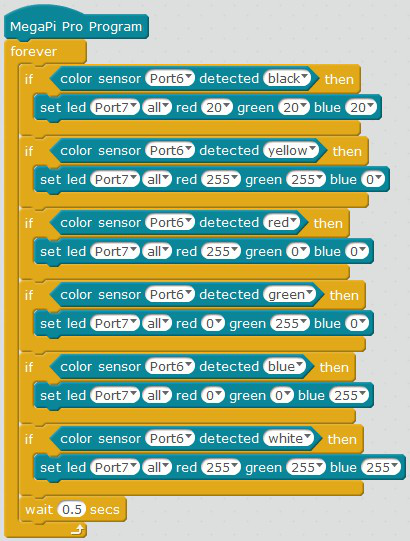 MegaPi Pro Program
forever
if color sensor Port6 detected black then
set led Port7 all red 20 green 20 blue 20
if color sensor Port6 detected yellow then
set led Port7 all red 255 green 255 blue 0
if color sensor Port6 detected red then
set led Port7 all red 255 green 0 blue 0
if color sensor Port6 detected green then
set led Port7 all red 0 green 255 blue 0
if color sensor Port6 detected blue then
set led Port7 all red 0 green 0 blue 255
if color sensor Port6 detected white then
set led Port7 all red 255 green 255 blue 255
wait 0.5 secs